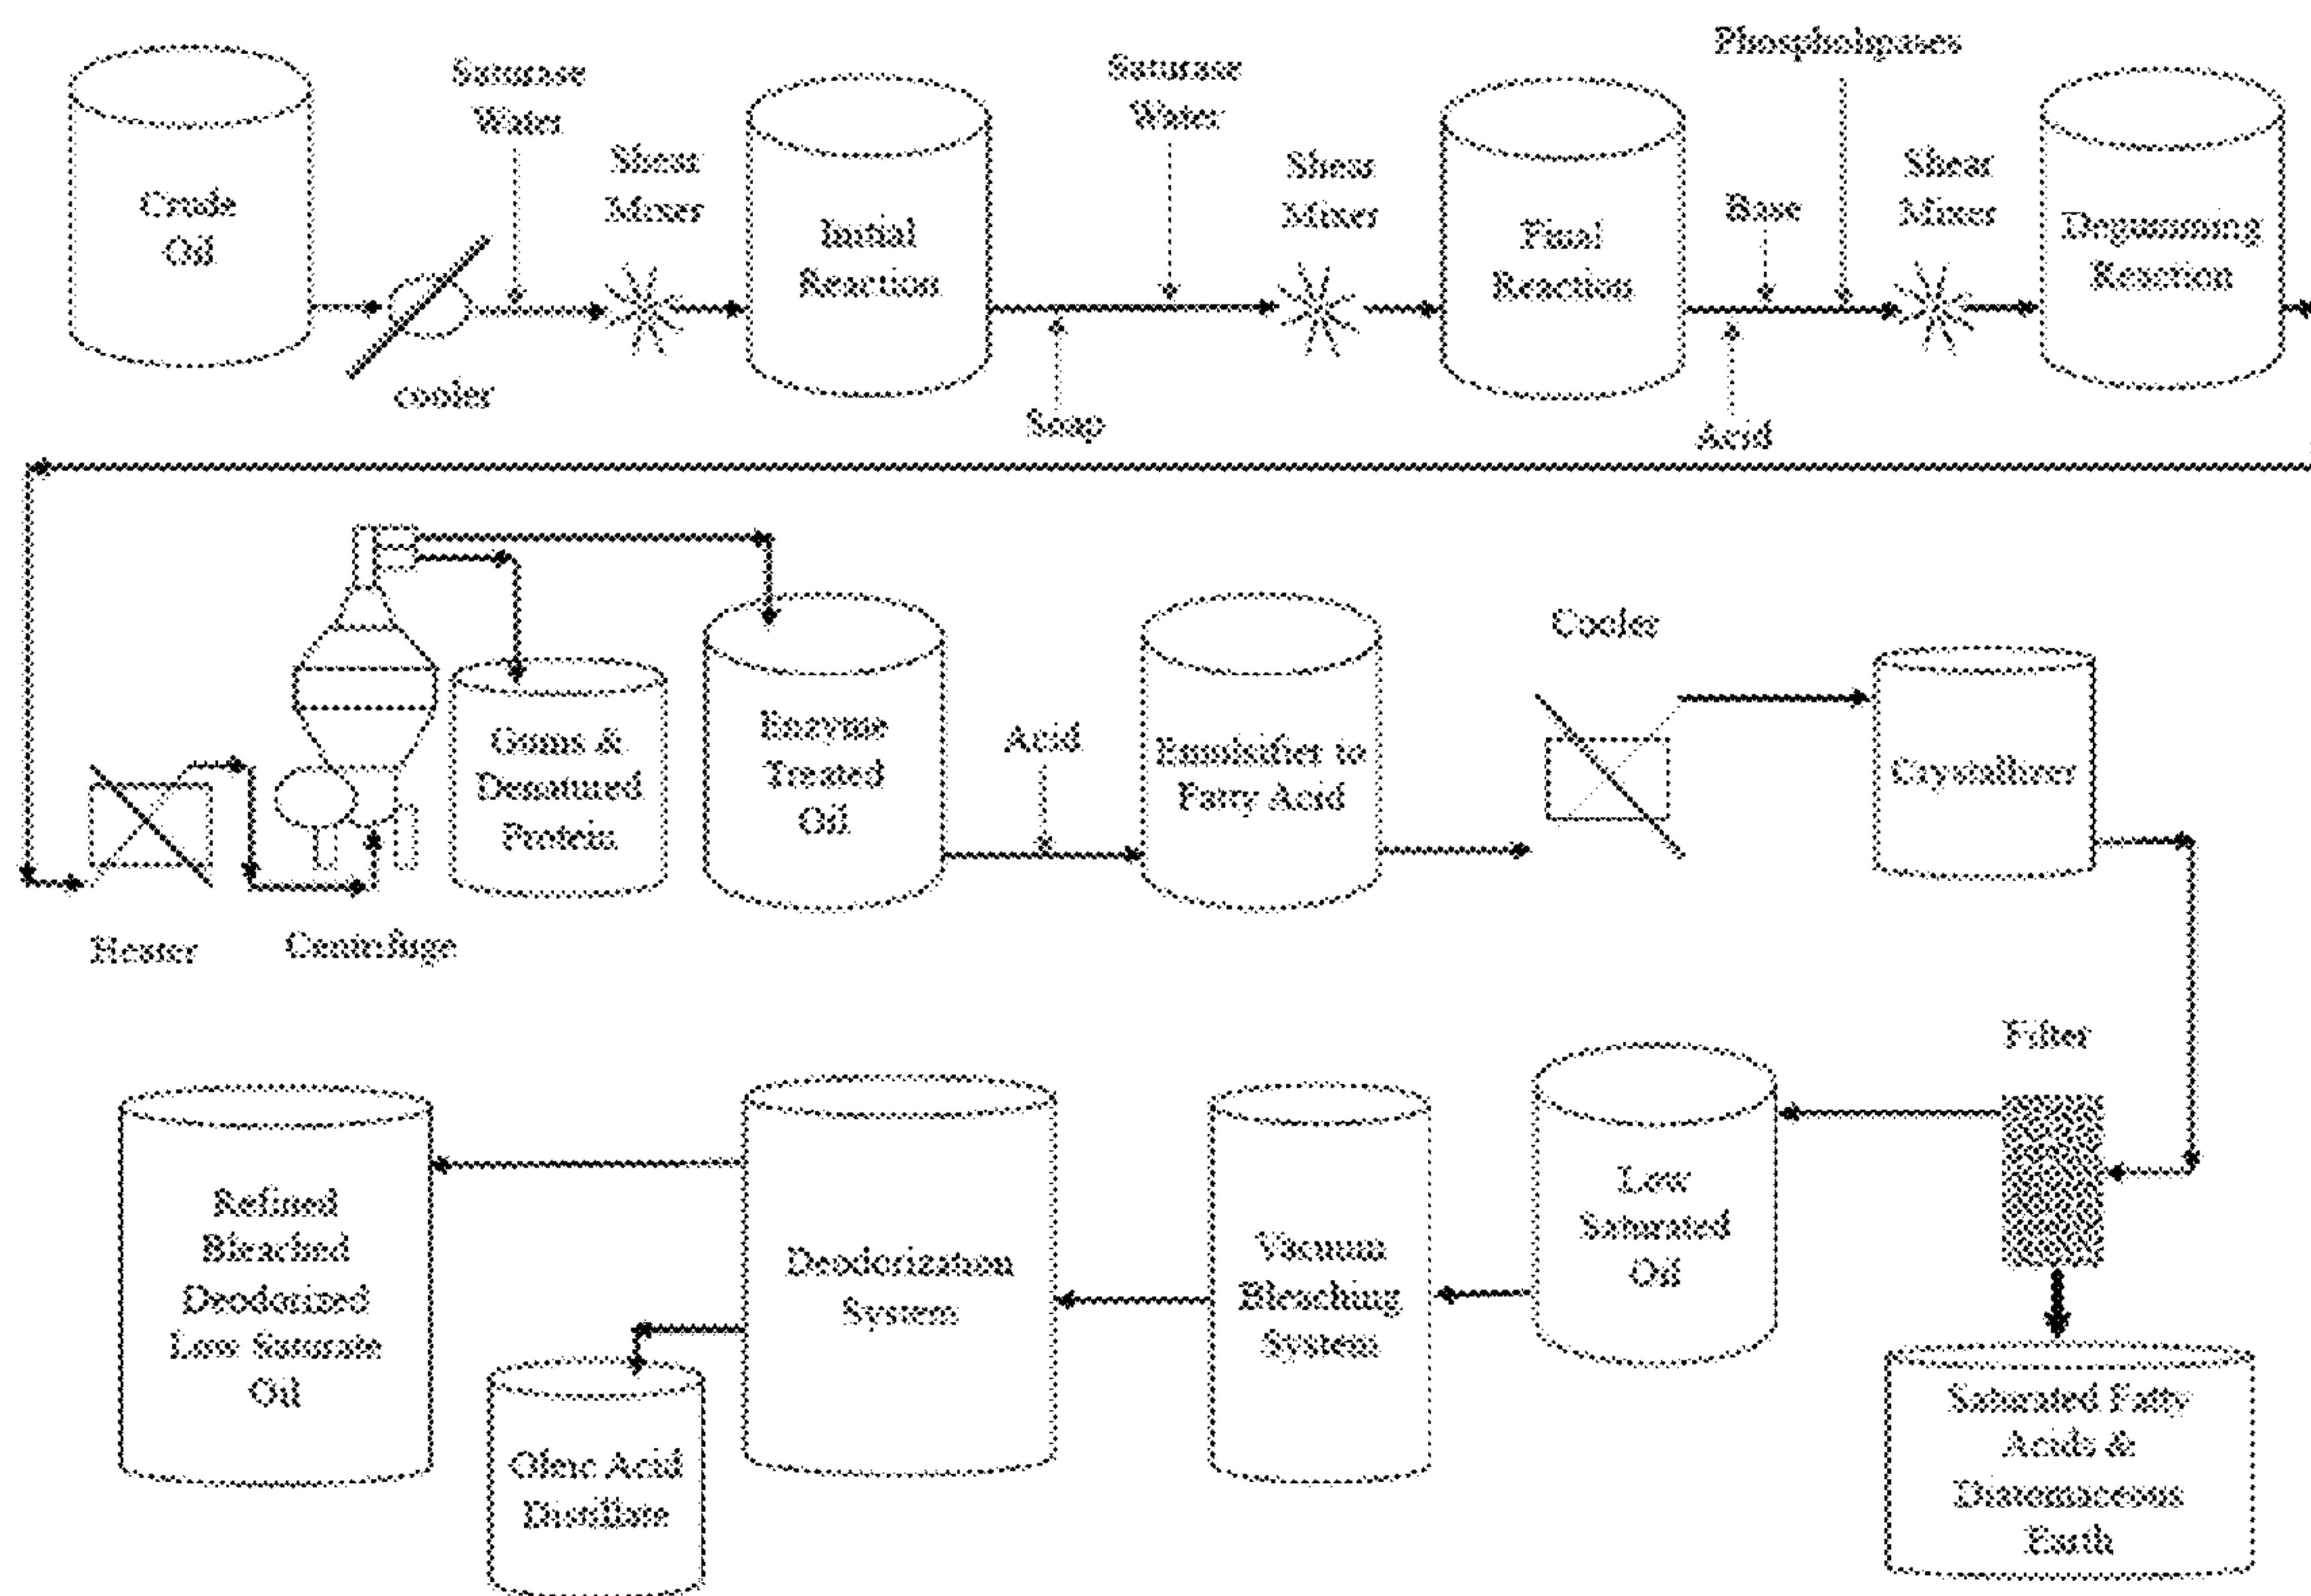 Crude
Oil
cooler
Saturase
Water
Shear
Mixer
Initial
Reaction
Soap
Saturase
Water
Shear
Mixer
Final
Reaction
Phospholipases
Base
Acid
Shear
Mixer
Degumming
Reaction
Heater
Centrifuge
Gums &
Denatured
Protein
Enzyme
Treated
Oil
Acid
Emulsifier to
Fatty Acid
Cooler
Crystallizer
Filter
Saturated Fatty
Acids &
Diatomaceous
Earth
Low
Saturated
Oil
Vacuum
Bleaching
System
Deodorization
System
Oleic Acid
Distillate
Refined
Bleached
Deodorized
Low Saturate
Oil